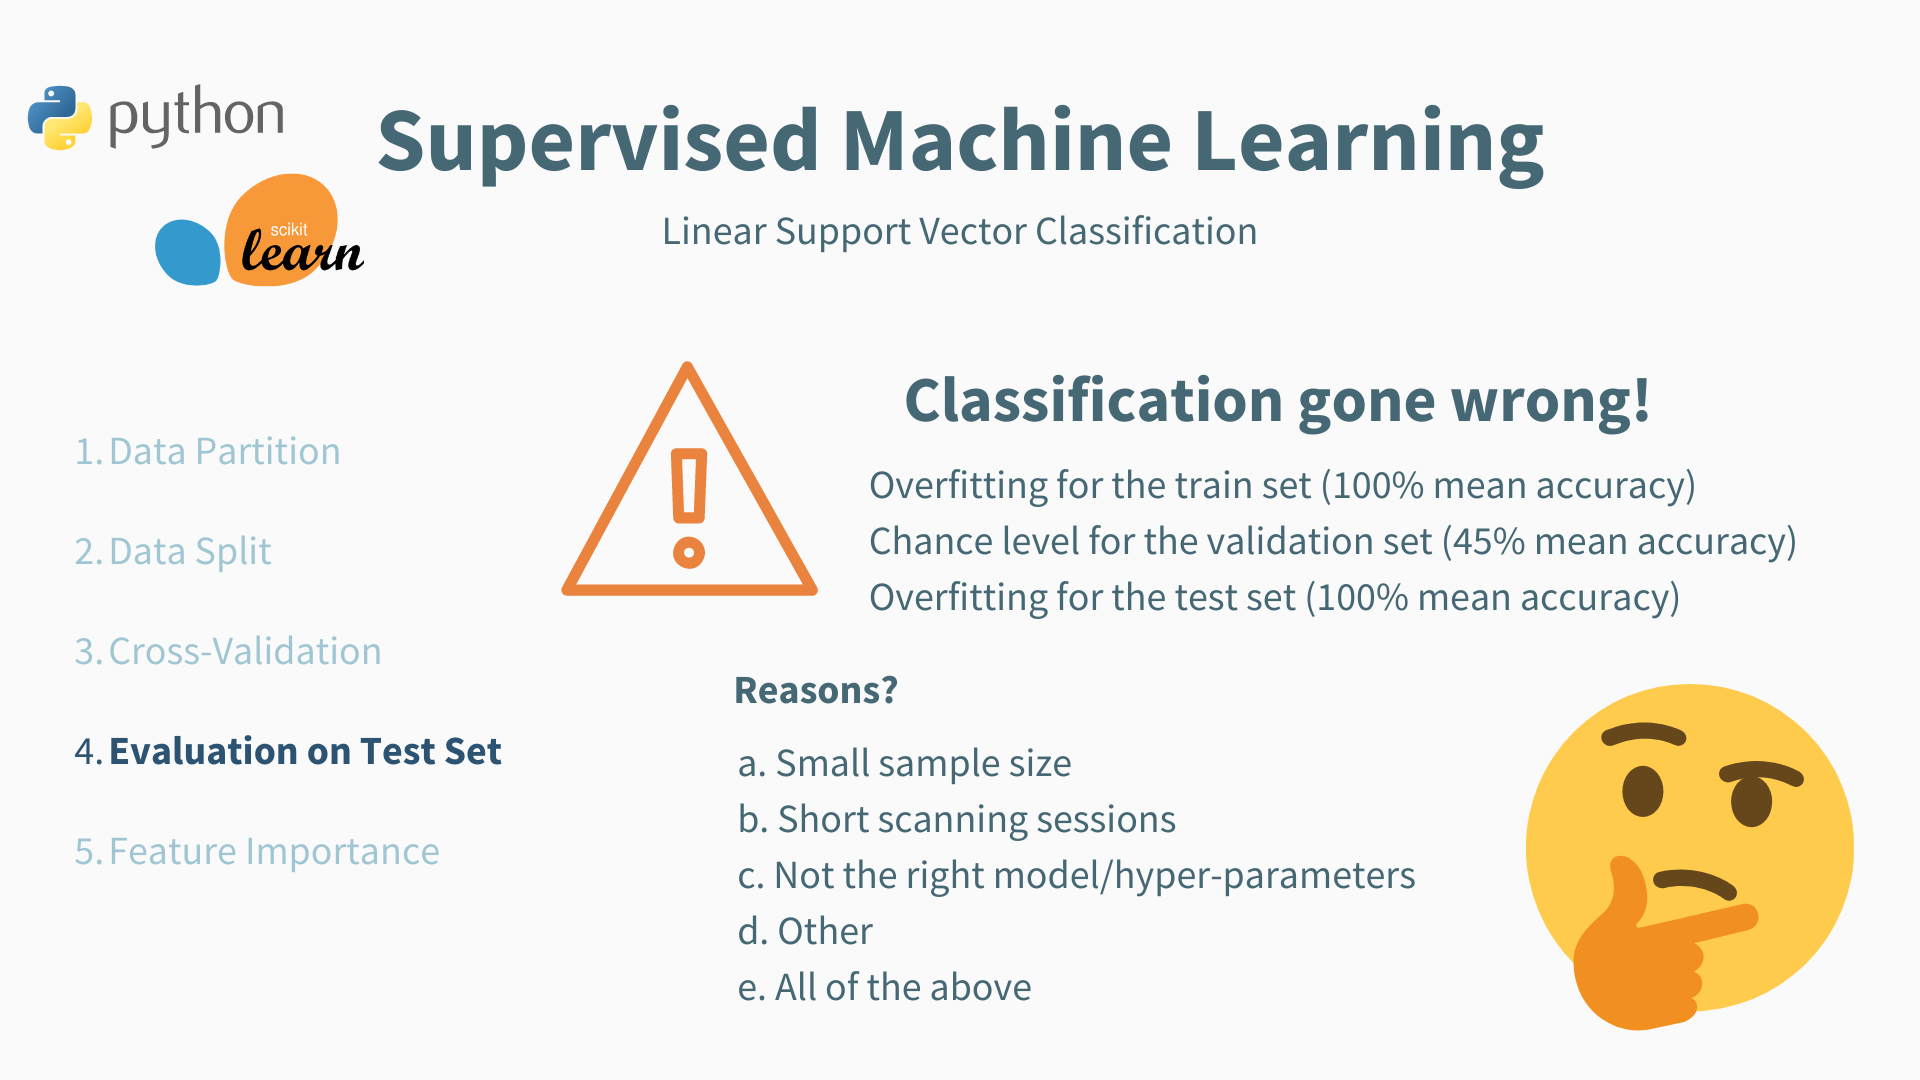 python
scikit
learn
Supervised Machine Learning
Linear Support Vector Classification
1. Data Partition
2. Data Split
3. Cross-Validation
4. Evaluation on Test Set
5. Feature Importance
Classification gone wrong!
Overfitting for the train set (100% mean accuracy)
Chance level for the validation set (45% mean accuracy)
Overfitting for the test set (100% mean accuracy)
Reasons?
a. Small sample size
b. Short scanning sessions
c. Not the right model/hyper-parameters
d. Other
e. All of the above